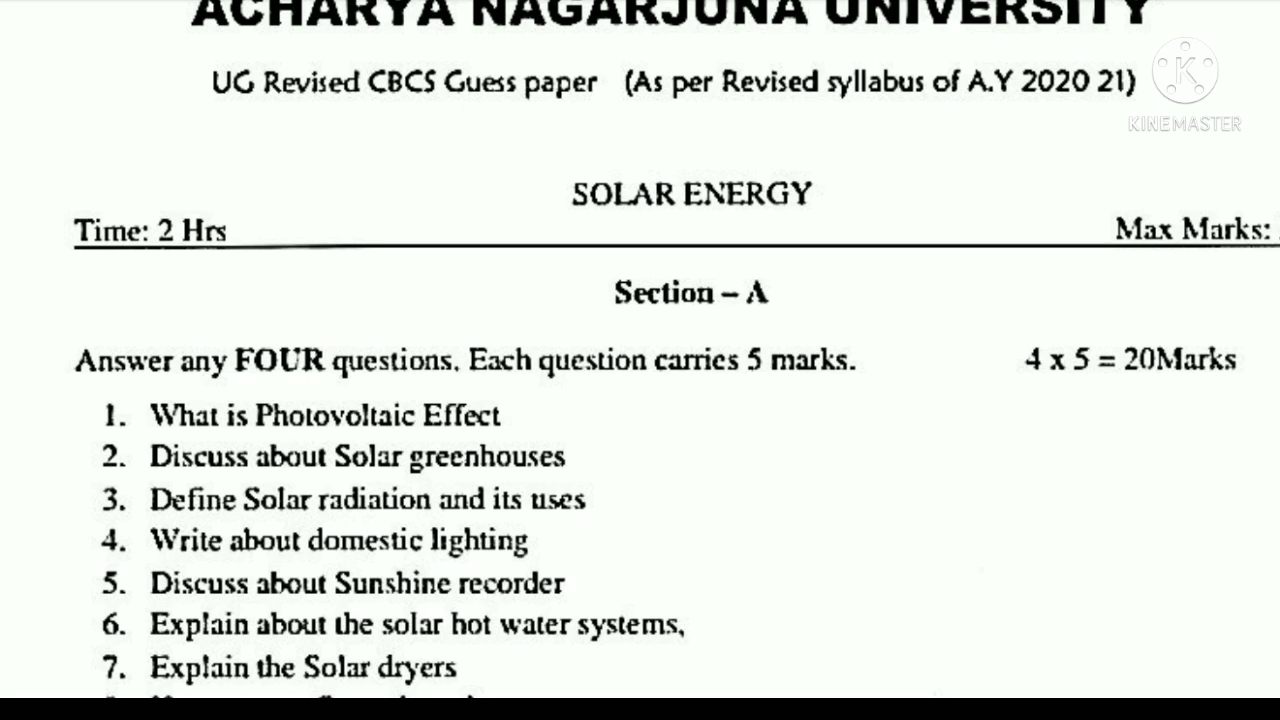 ACHARYA NAGARJUNA UNIVERSITY
UG Revised CBCS Guess paper (As per Revised syllabus of A.Y 2020 21)
KINEMASTER
SOLAR ENERGY
Time: 2 Hrs Max Marks:
Section – A
Answer any FOUR questions. Each question carries 5 marks. 4 x 5 = 20Marks
1. What is Photovoltaic Effect
2. Discuss about Solar greenhouses
3. Define Solar radiation and its uses
4. Write about domestic lighting
5. Discuss about Sunshine recorder
6. Explain about the solar hot water systems,
7. Explain the Solar dryers